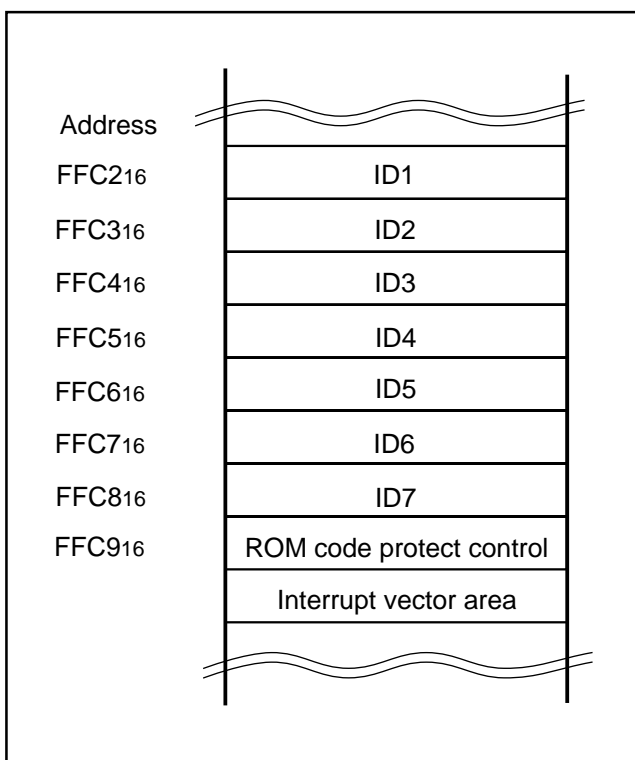 Address
FFC216 ID1
FFC316 ID2
FFC416 ID3
FFC516 ID4
FFC616 ID5
FFC716 ID6
FFC816 ID7
FFC916 ROM code protect control
Interrupt vector area